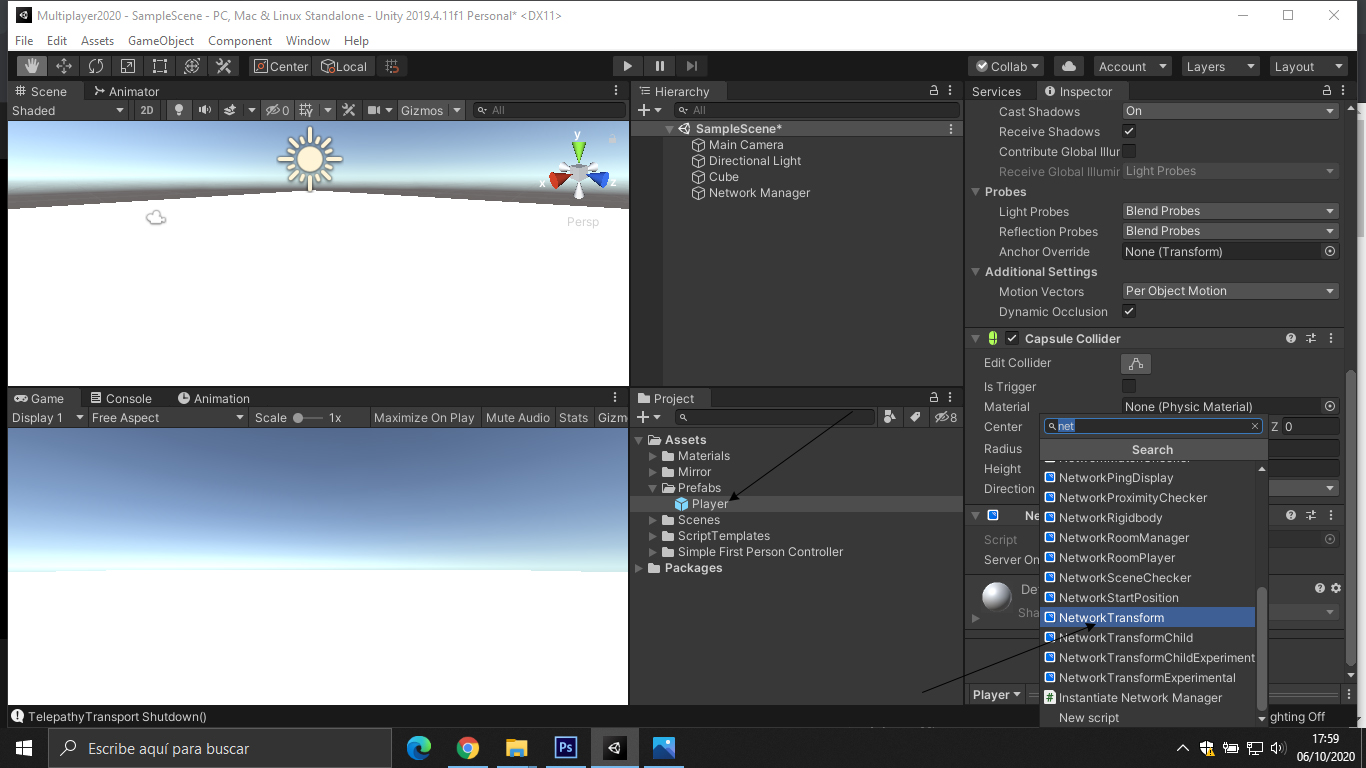 Multiplayer2020 - SampleScene - PC, Mac & Linux Standalone - Unity 2019.4.11f1 Personal* <DX11>
File Edit Assets GameObject Component Window Help
Center Local Collab Account Layers Layout
Scene Animator
Shaded 2D 0 Gizmos All
y
x z
Persp
Hierarchy
All
SampleScene*
Main Camera
Directional Light
Cube
Network Manager
Game Console Animation
Display 1 Free Aspect Scale 1x Maximize On Play Mute Audio Stats Gizm
Project
8
Assets
Materials
Mirror
Prefabs
Player
Scenes
ScriptTemplates
Simple First Person Controller
Packages
Services Inspector
Cast Shadows On
Receive Shadows
Contribute Global Illur
Receive Global Illumir Light Probes
Probes
Light Probes Blend Probes
Reflection Probes Blend Probes
Anchor Override None (Transform)
Additional Settings
Motion Vectors Per Object Motion
Dynamic Occlusion
Capsule Collider
Edit Collider
Is Trigger
Material None (Physic Material)
Center Z 0
Radius
Height
Direction
Ne
Script
Server On
De
Sha
Player
net
Search
NetworkPingDisplay
NetworkProximityChecker
NetworkRigidbody
NetworkRoomManager
NetworkRoomPlayer
NetworkSceneChecker
NetworkStartPosition
NetworkTransform
NetworkTransformChild
NetworkTransformChildExperiment
NetworkTransformExperimental
Instantiate Network Manager
New script
TelepathyTransport Shutdown()
ghting Off
Escribe aquí para buscar
Ps
17:59
06/10/2020